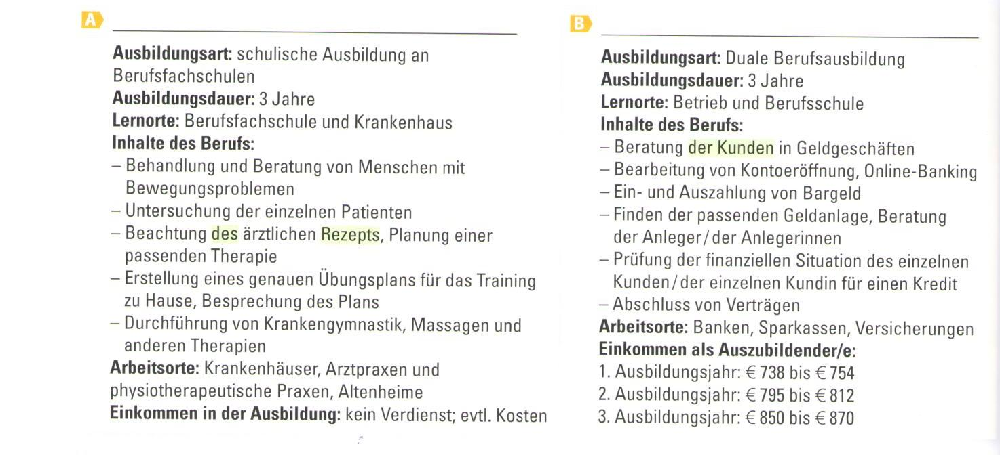 A
Ausbildungsart: schulische Ausbildung an
Berufsfachschulen
Ausbildungsdauer: 3 Jahre
Lernorte: Berufsfachschule und Krankenhaus
Inhalte des Berufs:
– Behandlung und Beratung von Menschen mit
Bewegungsproblemen
– Untersuchung der einzelnen Patienten
– Beachtung des ärztlichen Rezepts, Planung einer
passenden Therapie
– Erstellung eines genauen Übungsplans für das Training
zu Hause, Besprechung des Plans
– Durchführung von Krankengymnastik, Massagen und
anderen Therapien
Arbeitsorte: Krankenhäuser, Arztpraxen und
physiotherapeutische Praxen, Altenheime
Einkommen in der Ausbildung: kein Verdienst; evtl. Kosten
B
Ausbildungsart: Duale Berufsausbildung
Ausbildungsdauer: 3 Jahre
Lernorte: Betrieb und Berufsschule
Inhalte des Berufs:
– Beratung der Kunden in Geldgeschäften
– Bearbeitung von Kontoeröffnung, Online-Banking
– Ein- und Auszahlung von Bargeld
– Finden der passenden Geldanlage, Beratung
der Anleger/der Anlegerinnen
– Prüfung der finanziellen Situation des einzelnen
Kunden/der einzelnen Kundin für einen Kredit
– Abschluss von Verträgen
Arbeitsorte: Banken, Sparkassen, Versicherungen
Einkommen als Auszubildender/e:
1. Ausbildungsjahr: € 738 bis € 754
2. Ausbildungsjahr: € 795 bis € 812
3. Ausbildungsjahr: € 850 bis € 870